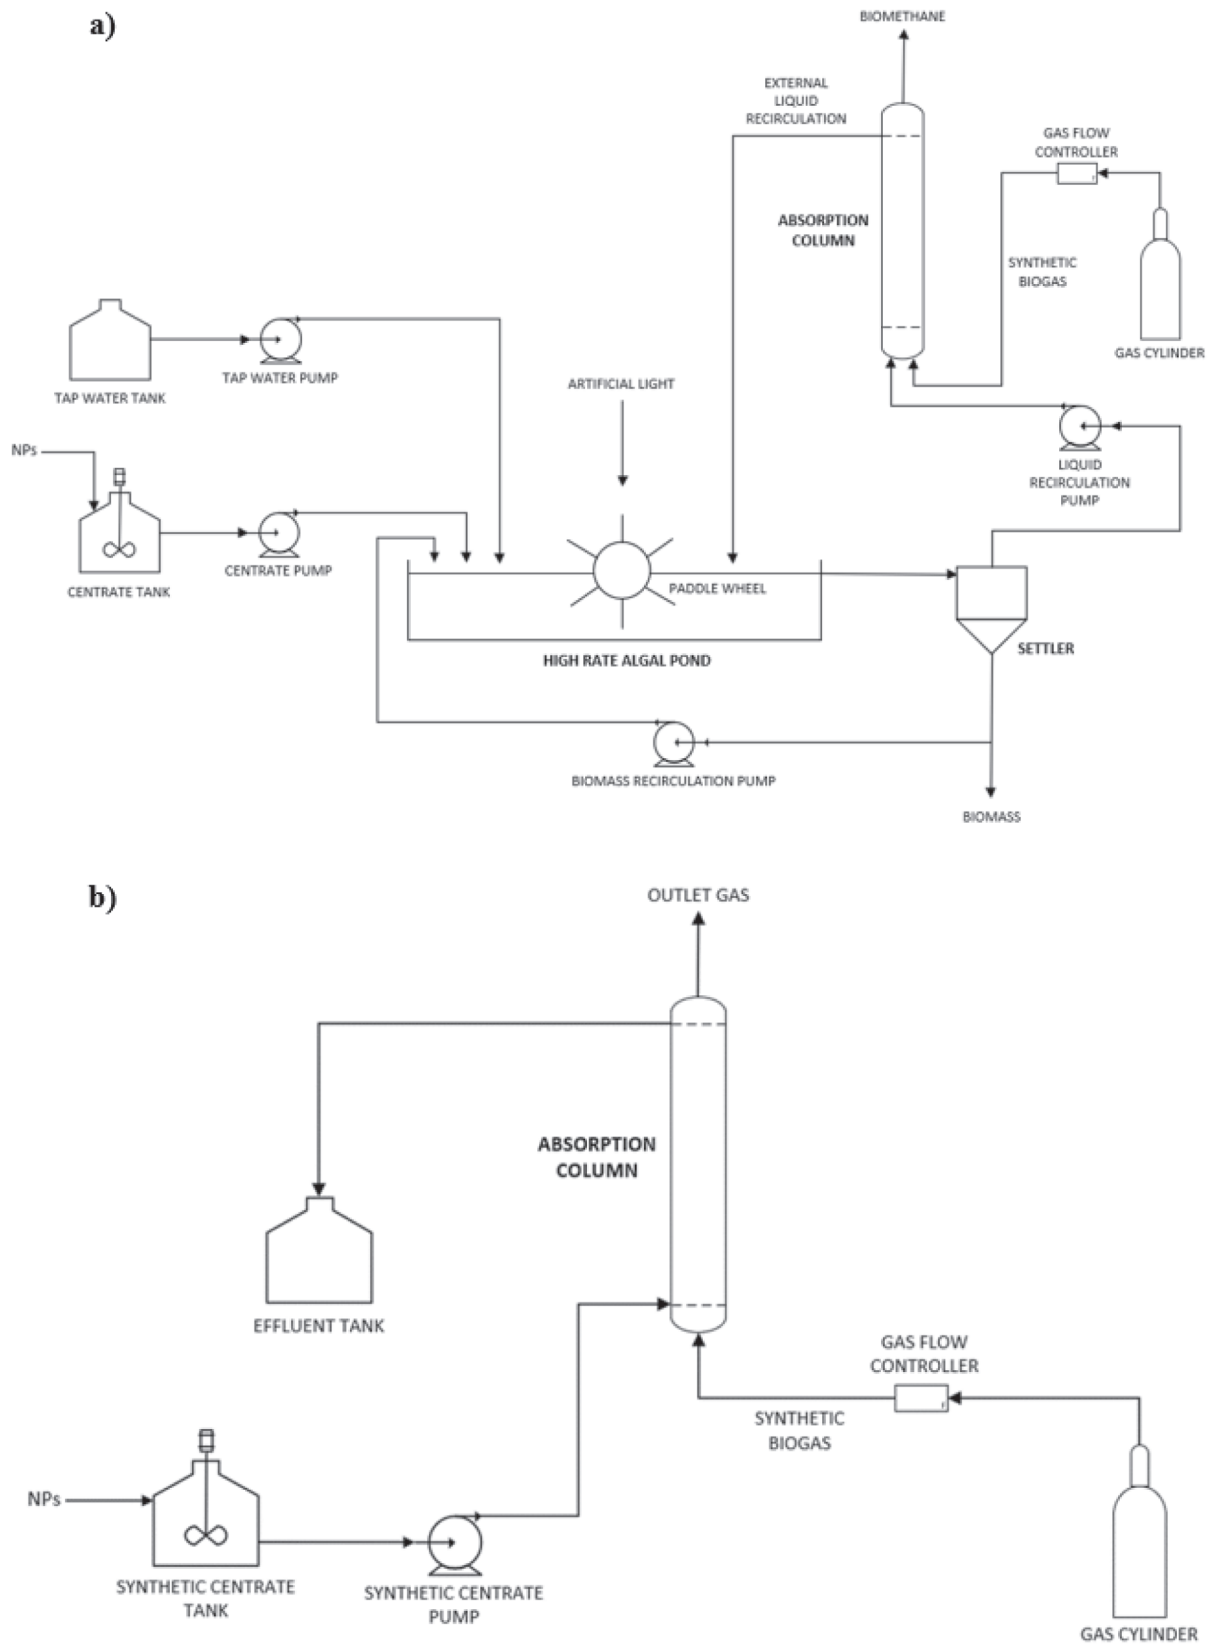 a)
BIOMETHANE
EXTERNAL
LIQUID
RECIRCULATION
GAS FLOW
CONTROLLER
ABSORPTION
COLUMN
SYNTHETIC
BIOGAS
GAS CYLINDER
TAP WATER PUMP
TAP WATER TANK
ARTIFICIAL LIGHT
NPs
LIQUID
RECIRCULATION
PUMP
CENTRATE PUMP
CENTRATE TANK
PADDLE WHEEL
HIGH RATE ALGAL POND
SETTLER
BIOMASS RECIRCULATION PUMP
BIOMASS
b)
OUTLET GAS
ABSORPTION
COLUMN
EFFLUENT TANK
GAS FLOW
CONTROLLER
SYNTHETIC
BIOGAS
NPs
SYNTHETIC CENTRATE
TANK
SYNTHETIC CENTRATE
PUMP
GAS CYLINDER